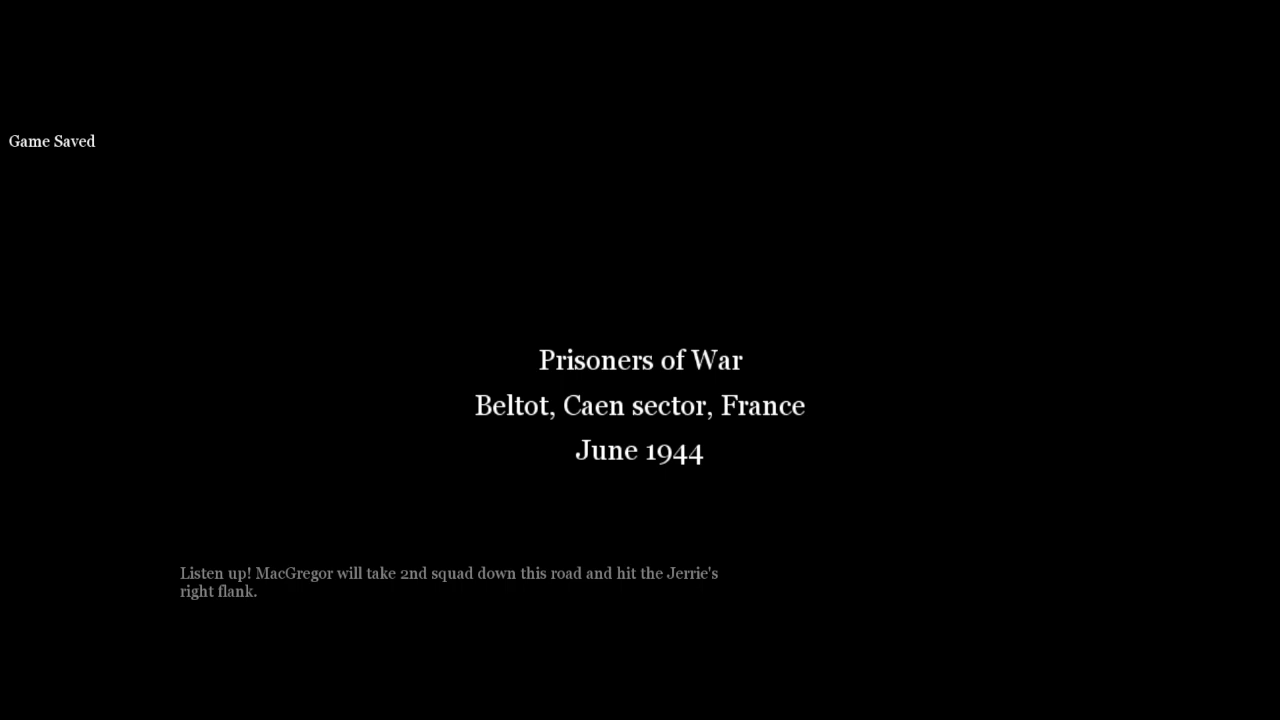 Game Saved
Prisoners of War
Beltot, Caen sector, France
June 1944
Listen up! MacGregor will take 2nd squad down this road and hit the Jerrie's
right flank.